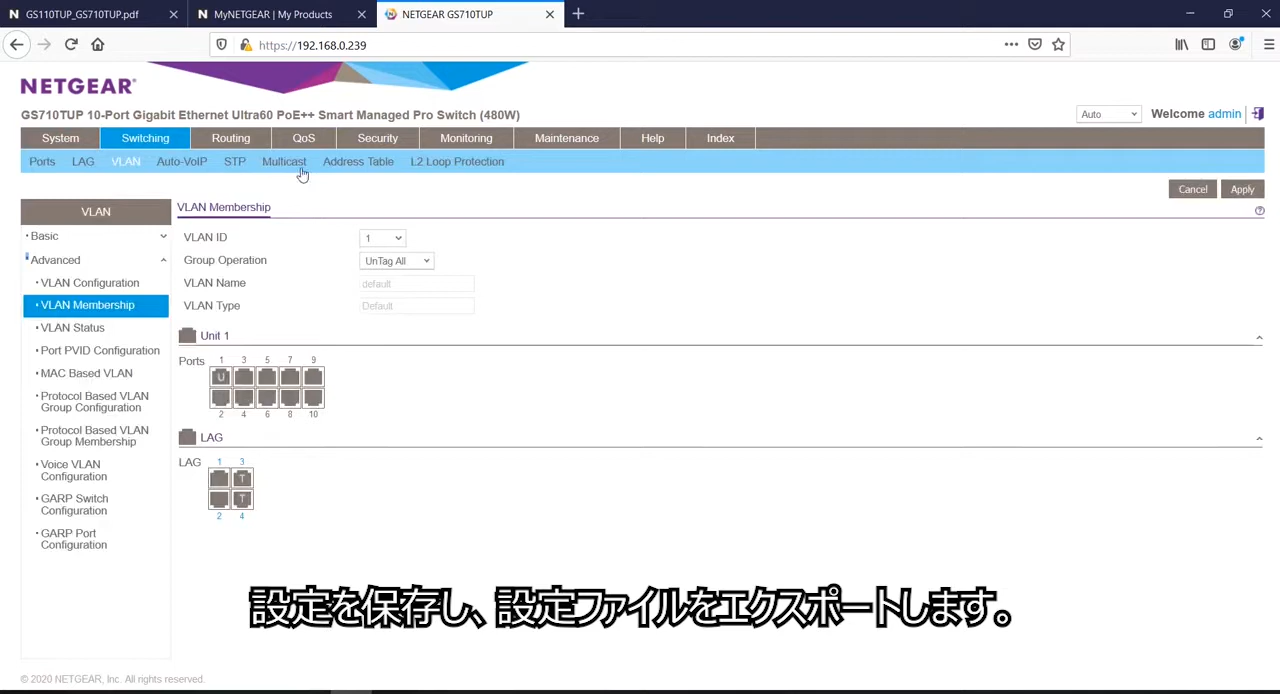 GS110TUP_GS710TUP.pdf
MyNETGEAR | My Products
NETGEAR GS710TUP
https://192.168.0.239
NETGEAR®
GS710TUP 10-Port Gigabit Ethernet Ultra60 PoE++ Smart Managed Pro Switch (480W)
Auto
Welcome admin
System Switching Routing QoS Security Monitoring Maintenance Help Index
Ports LAG VLAN Auto-VoIP STP Multicast Address Table L2 Loop Protection
Cancel Apply
VLAN
Basic
Advanced
VLAN Configuration
VLAN Membership
VLAN Status
Port PVID Configuration
MAC Based VLAN
Protocol Based VLAN
Group Configuration
Protocol Based VLAN
Group Membership
Voice VLAN
Configuration
GARP Switch
Configuration
GARP Port
Configuration
VLAN Membership
VLAN ID 1
Group Operation UnTag All
VLAN Name default
VLAN Type Default
Unit 1
Ports 1 3 5 7 9
U
2 4 6 8 10
LAG
LAG 1 3
T
T
2 4
設定を保存し、設定ファイルをエクスポートします。
© 2020 NETGEAR, Inc. All rights reserved.